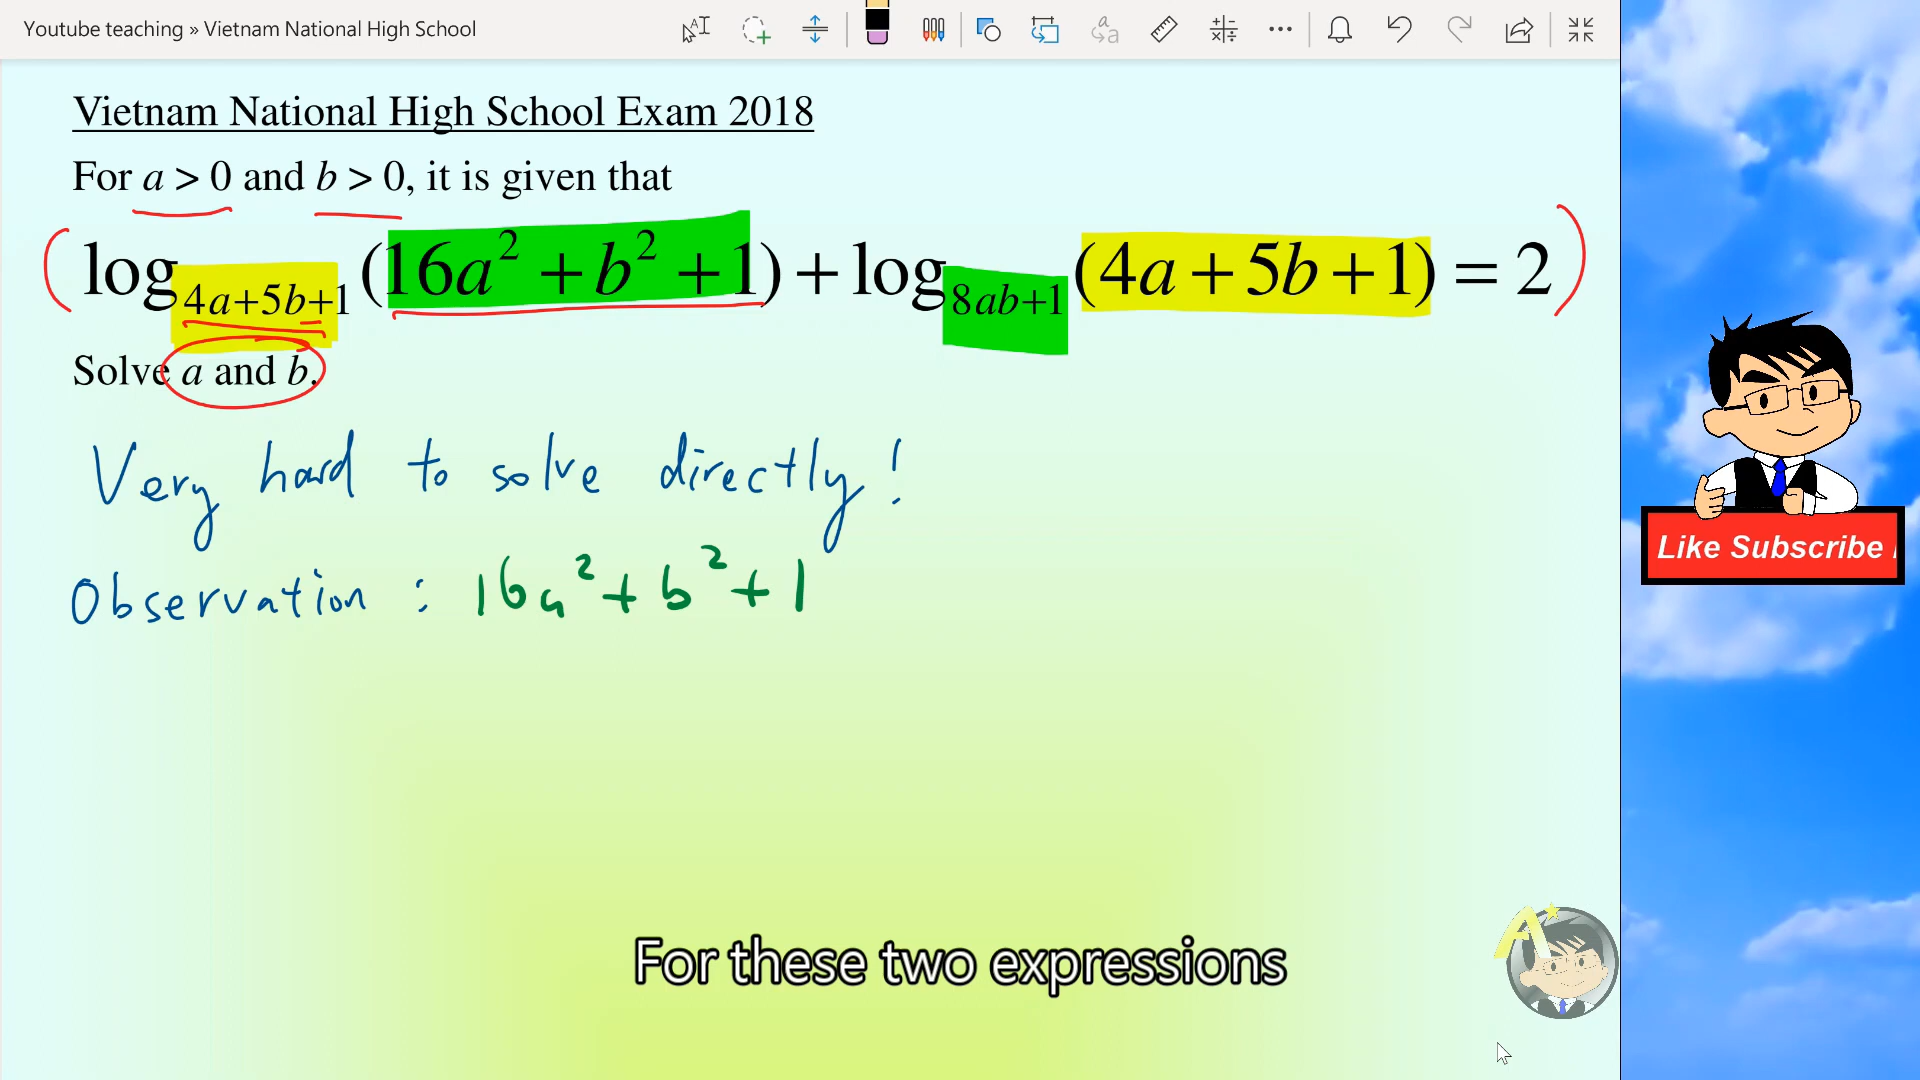 Youtube teaching » Vietnam National High School
Vietnam National High School Exam 2018
For a > 0 and b > 0, it is given that
log₄ₐ₊₅b₊₁ (16a² + b² + 1) + log₈ₐb₊₁ (4a + 5b + 1) = 2
Solve a and b.
Very hard to solve directly!
Observation : 16a² + b² + 1
Like Subscribe
For these two expressions